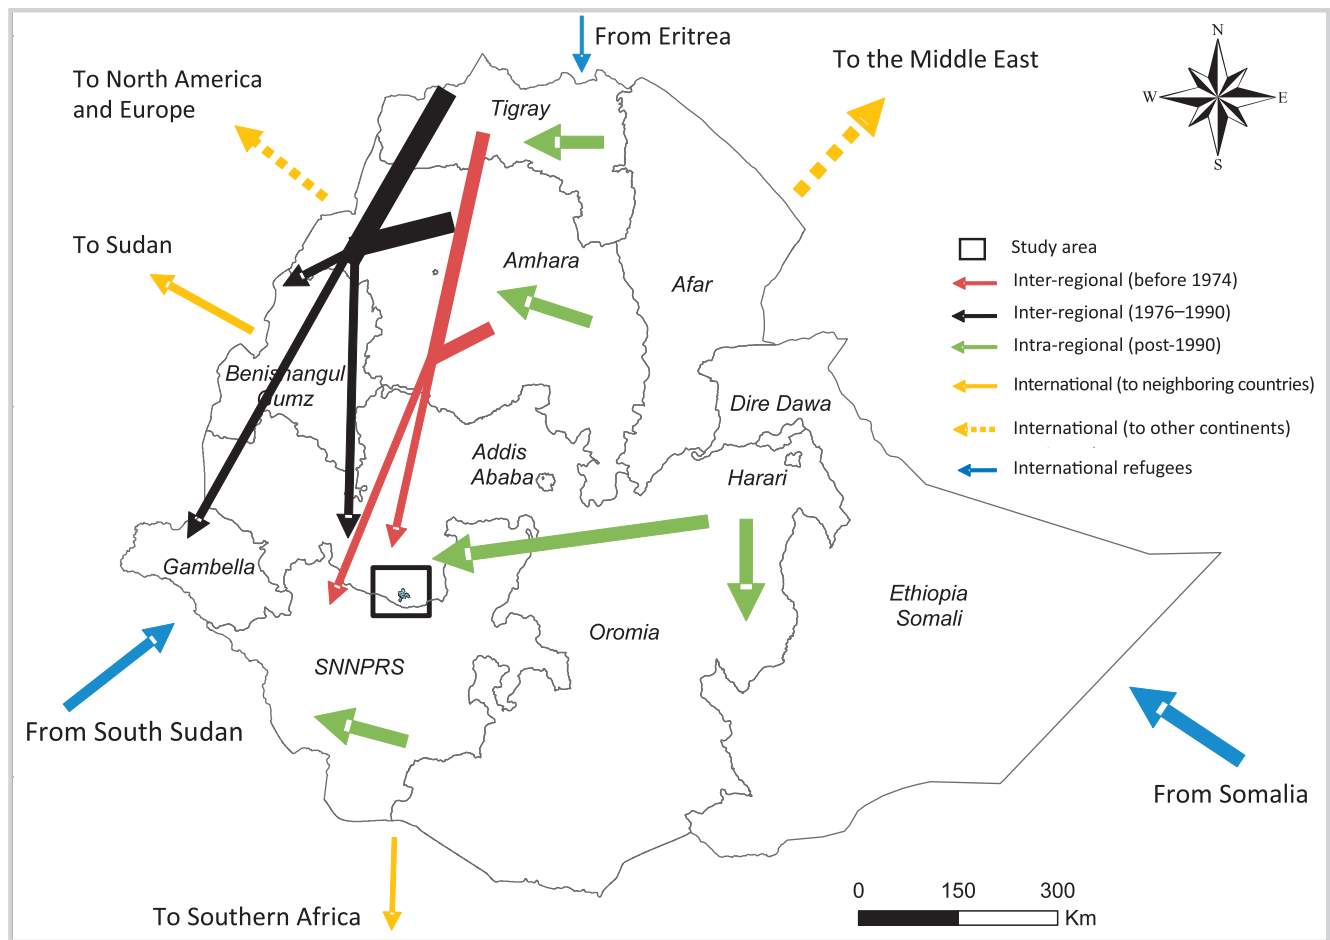 From Eritrea
To the Middle East
N
W
E
S
To North America
and Europe
Tigray
To Sudan
Amhara
Afar
Study area
Inter-regional (before 1974)
Inter-regional (1976–1990)
Intra-regional (post-1990)
International (to neighboring countries)
International (to other continents)
International refugees
Benishangul
Gumz
Dire Dawa
Addis
Ababa
Harari
Gambella
Ethiopia
Somali
Oromia
SNNPRS
From South Sudan
From Somalia
To Southern Africa
0 150 300
Km